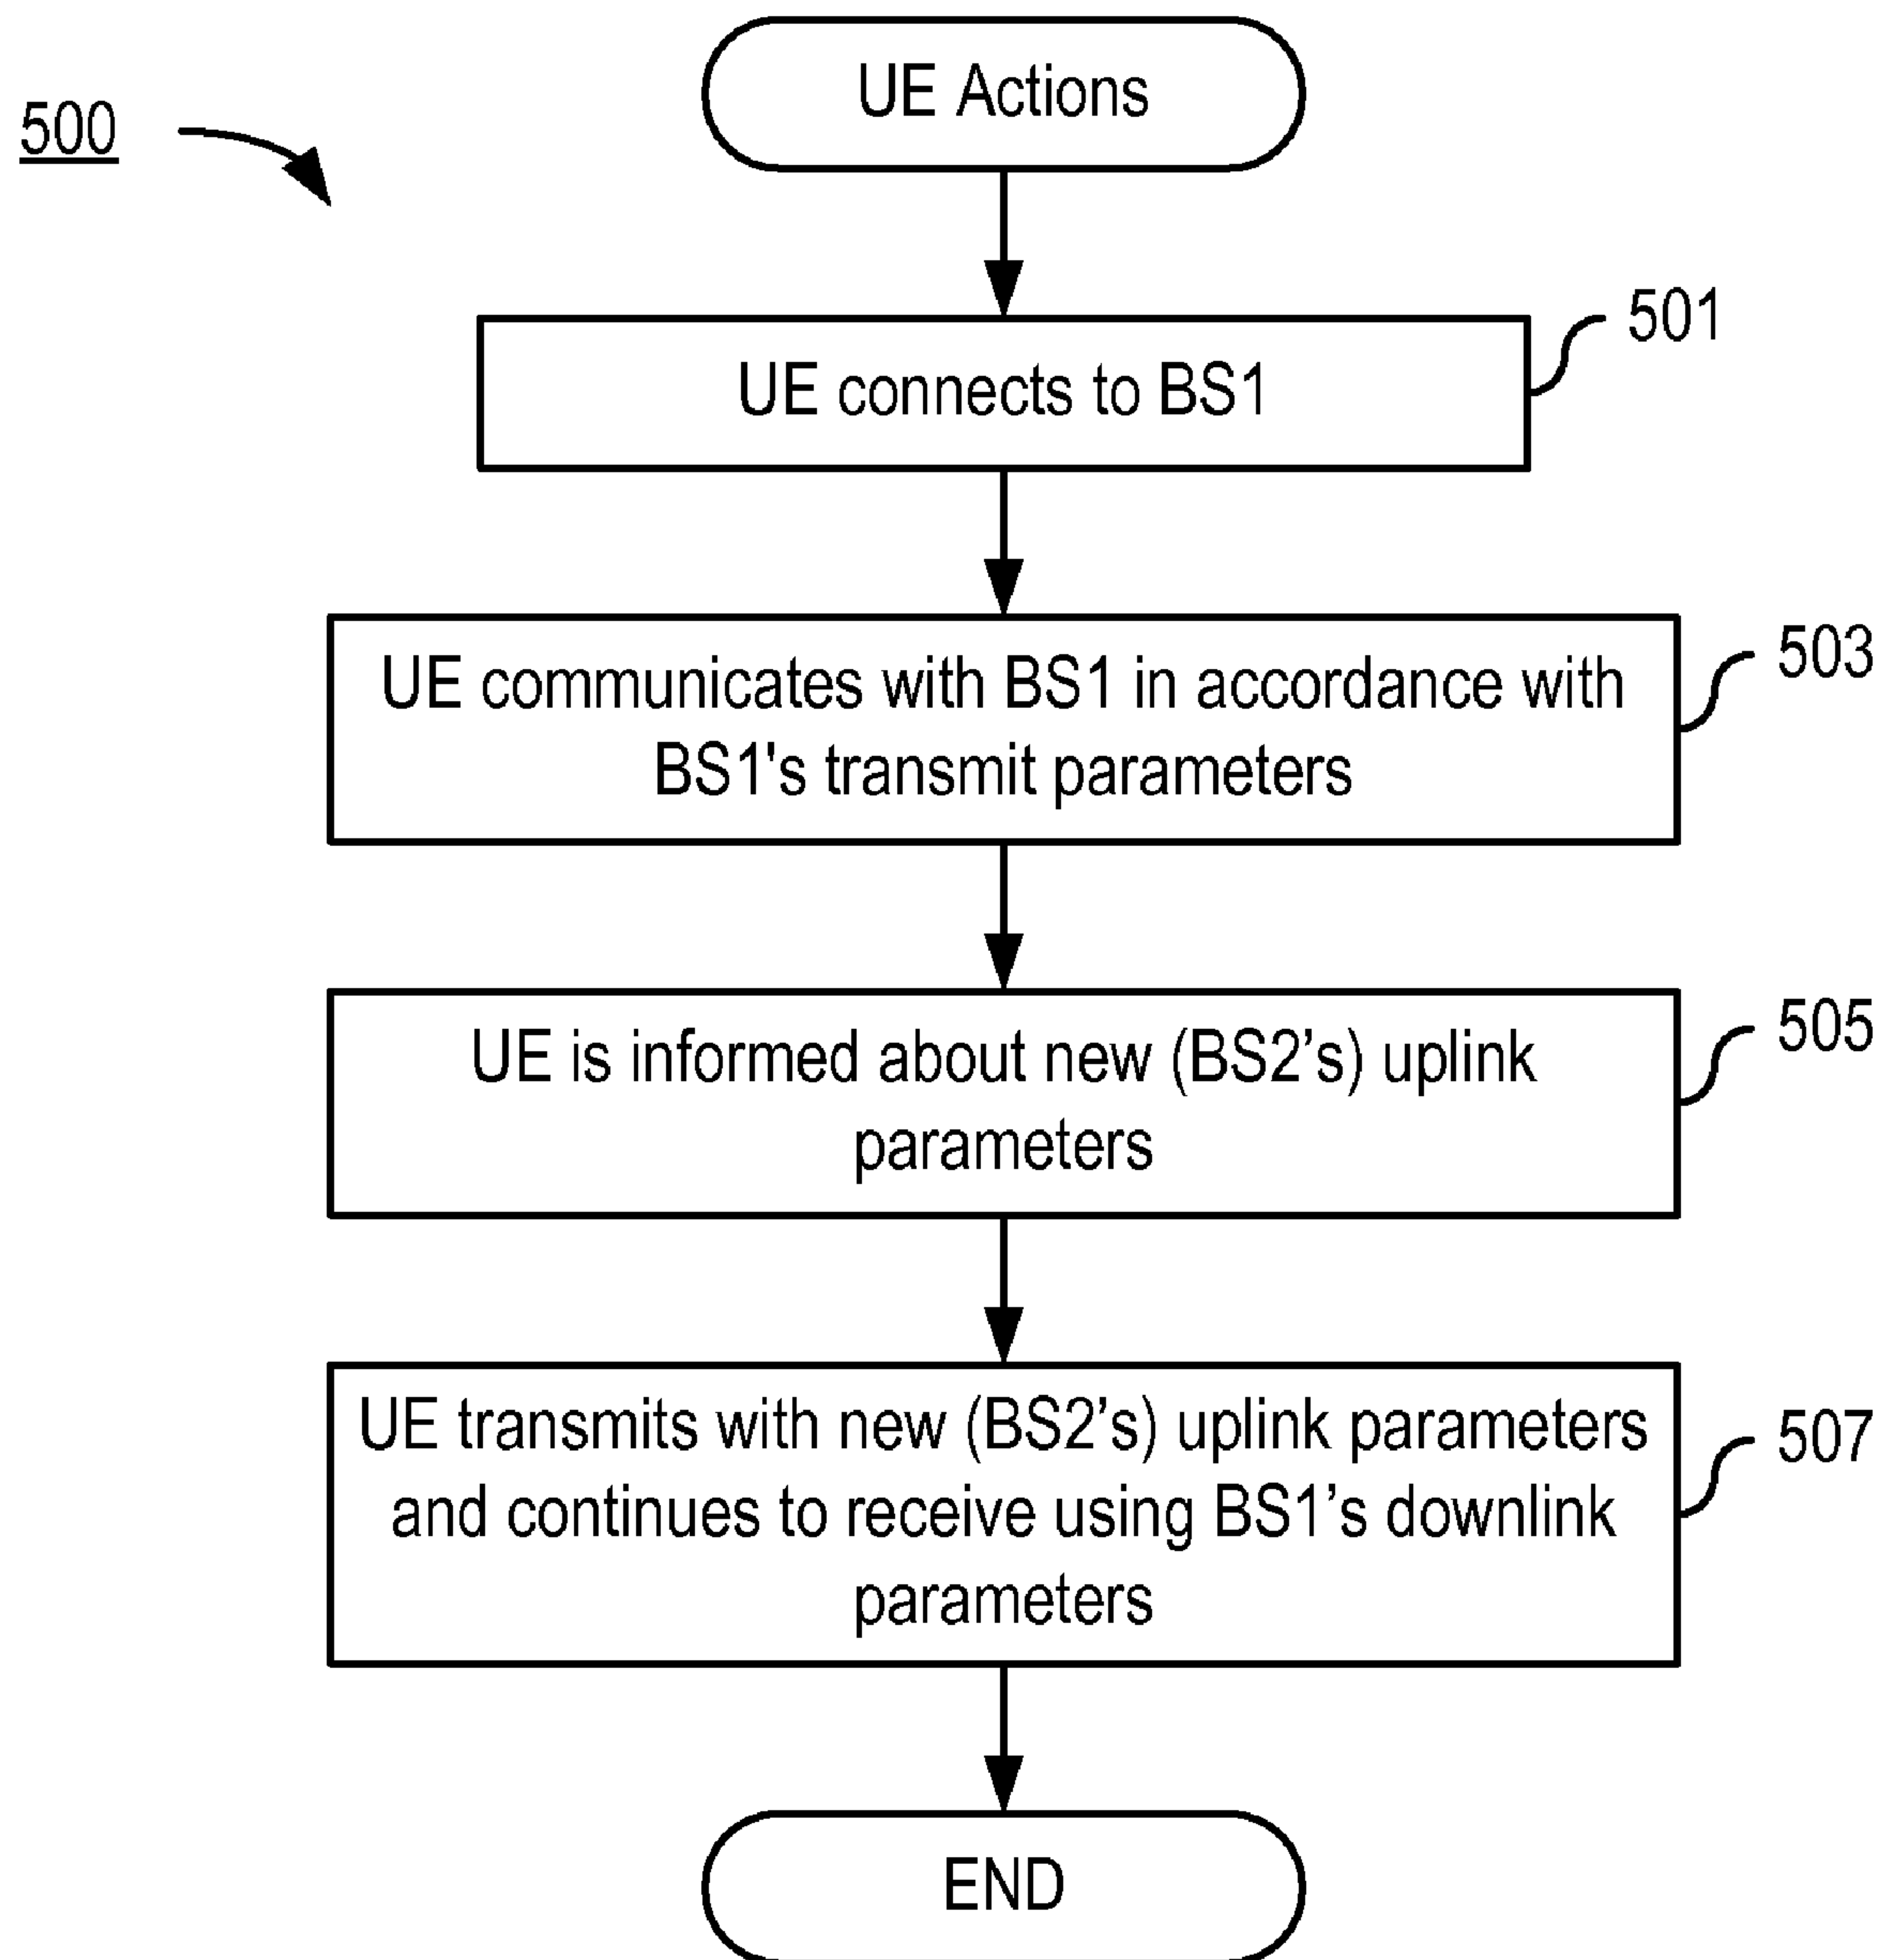 UE Actions
500
UE connects to BS1
501
UE communicates with BS1 in accordance with
BS1's transmit parameters
503
UE is informed about new (BS2’s) uplink
parameters
505
UE transmits with new (BS2’s) uplink parameters
and continues to receive using BS1’s downlink
parameters
507
END